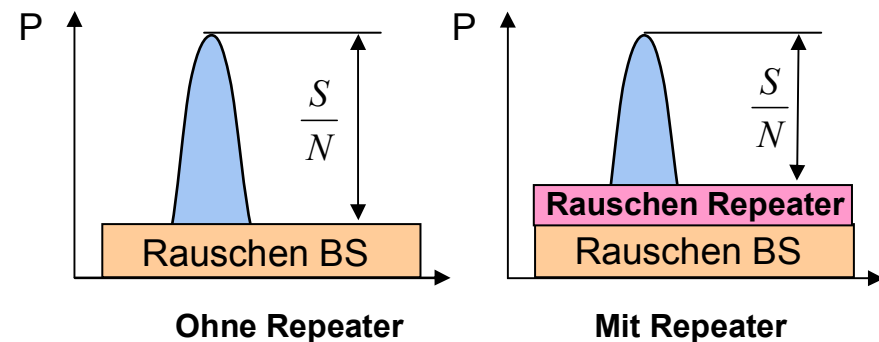 P
S
N
Rauschen BS
Ohne Repeater
P
S
N
Rauschen Repeater
Rauschen BS
Mit Repeater